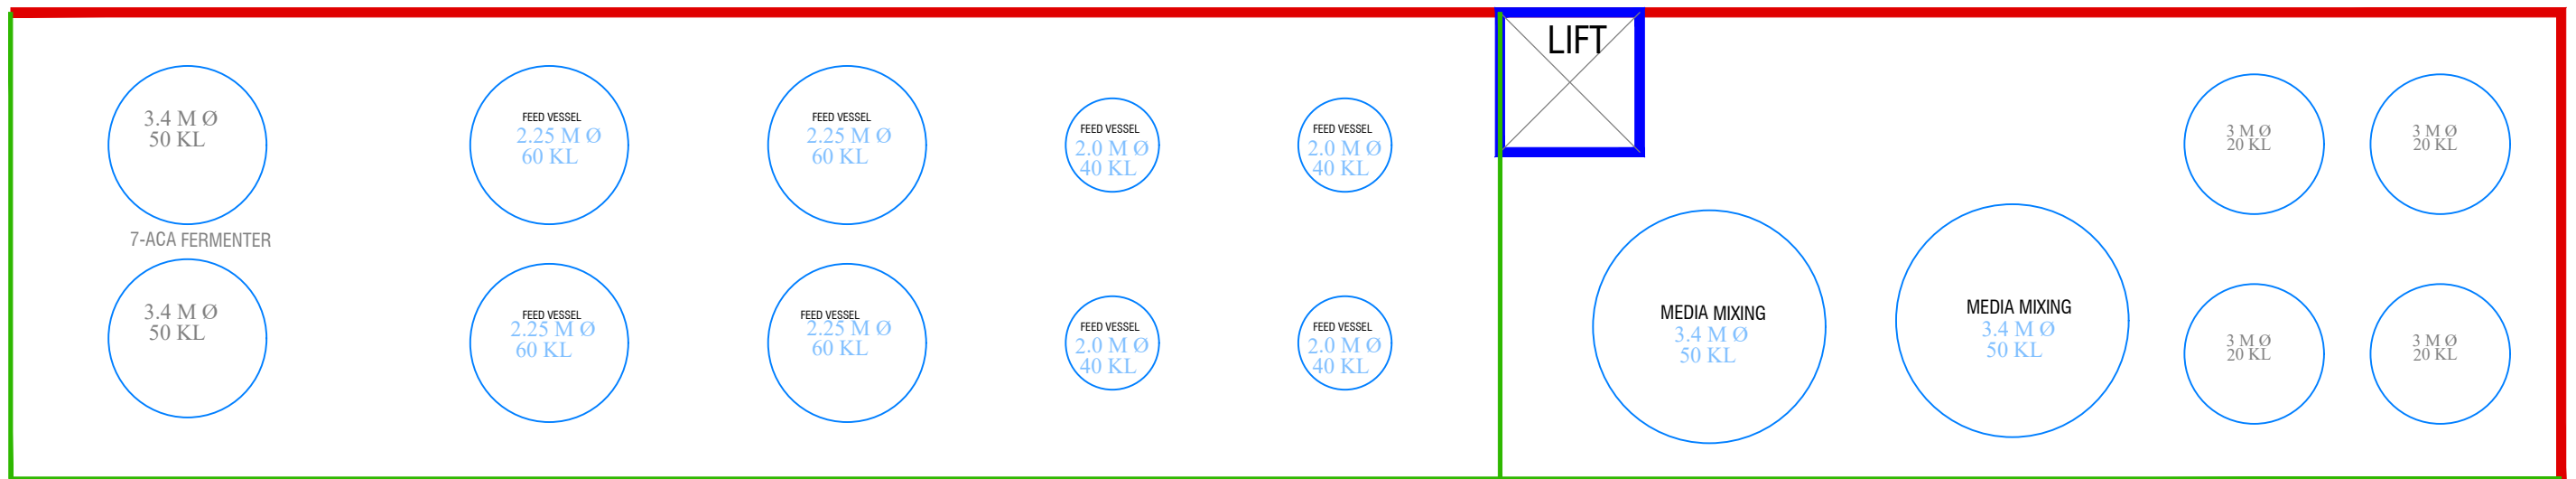 LIFT
3.4 M Ø
50 KL
FEED VESSEL
2.25 M Ø
60 KL
FEED VESSEL
2.25 M Ø
60 KL
FEED VESSEL
2.0 M Ø
40 KL
FEED VESSEL
2.0 M Ø
40 KL
3 M Ø
20 KL
3 M Ø
20 KL
7-ACA FERMENTER
3.4 M Ø
50 KL
FEED VESSEL
2.25 M Ø
60 KL
FEED VESSEL
2.25 M Ø
60 KL
FEED VESSEL
2.0 M Ø
40 KL
FEED VESSEL
2.0 M Ø
40 KL
MEDIA MIXING
3.4 M Ø
50 KL
MEDIA MIXING
3.4 M Ø
50 KL
3 M Ø
20 KL
3 M Ø
20 KL